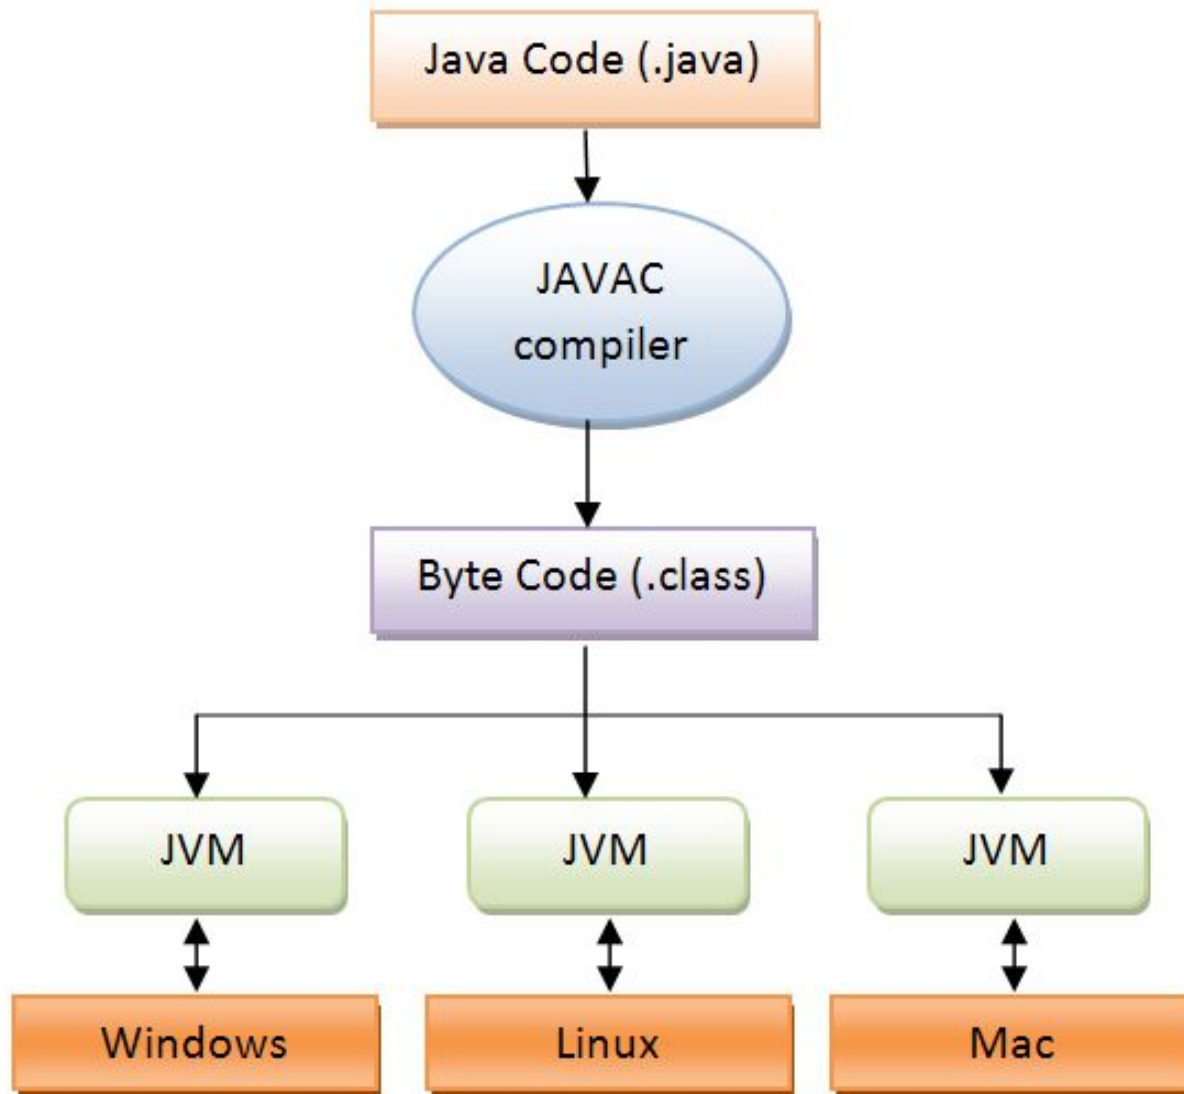 Java Code (.java)
JAVAC
compiler
Byte Code (.class)
JVM
JVM
JVM
Windows
Linux
Mac